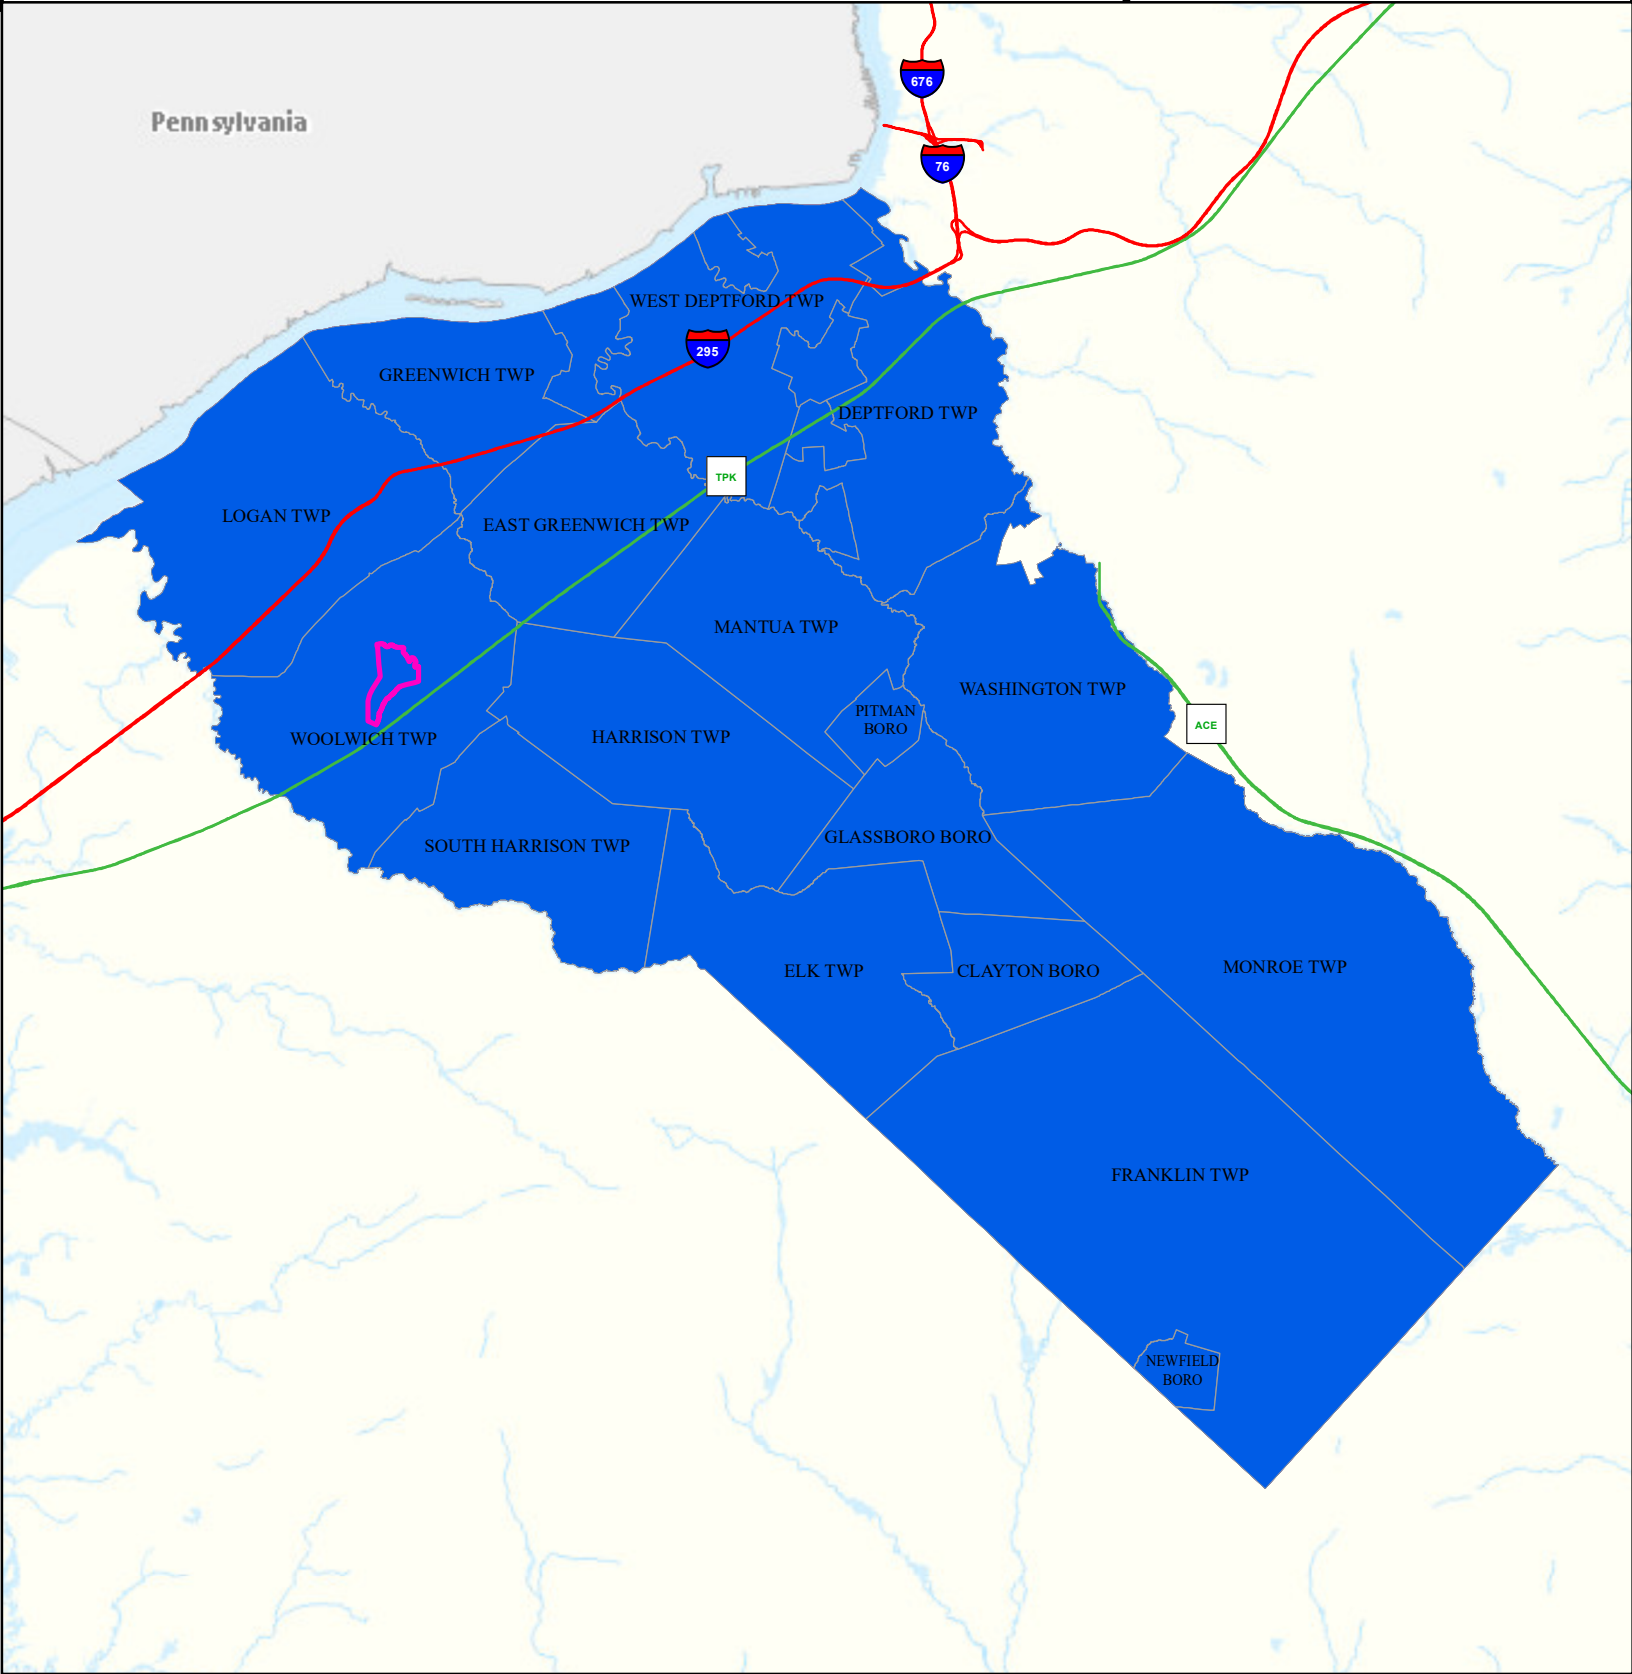 676
Pennsylvania
76
WEST DEPTFORD TWP
295
GREENWICH TWP
DEPTFORD TWP
TPK
LOGAN TWP
EAST GREENWICH TWP
MANTUA TWP
WASHINGTON TWP
PITMAN
BORO
ACE
WOOLWICH TWP
HARRISON TWP
GLASSBORO BORO
SOUTH HARRISON TWP
ELK TWP
CLAYTON BORO
MONROE TWP
FRANKLIN TWP
NEWFIELD
BORO